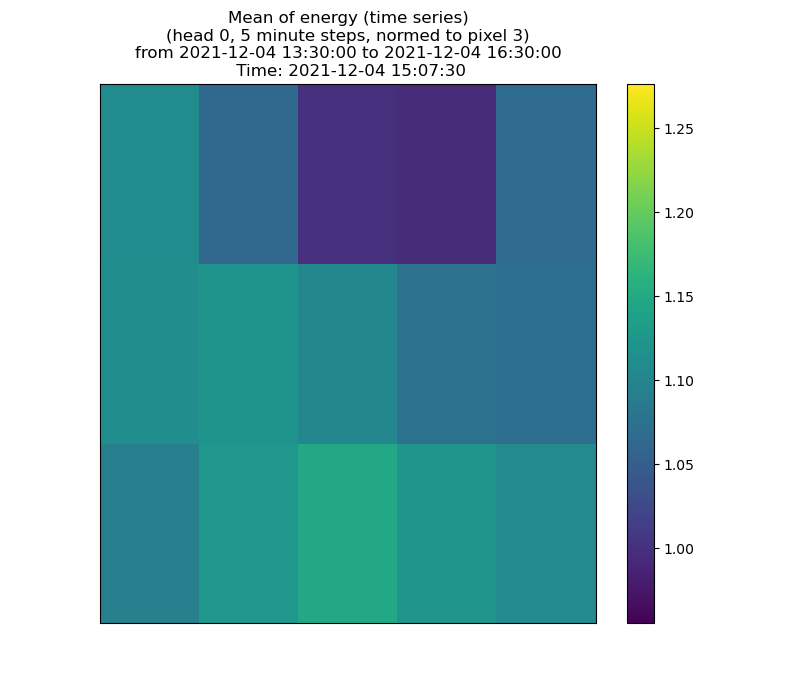 Mean of energy (time series)
(head 0, 5 minute steps, normed to pixel 3)
from 2021-12-04 13:30:00 to 2021-12-04 16:30:00
Time: 2021-12-04 15:07:30
1.25
1.20
1.15
1.10
1.05
1.00